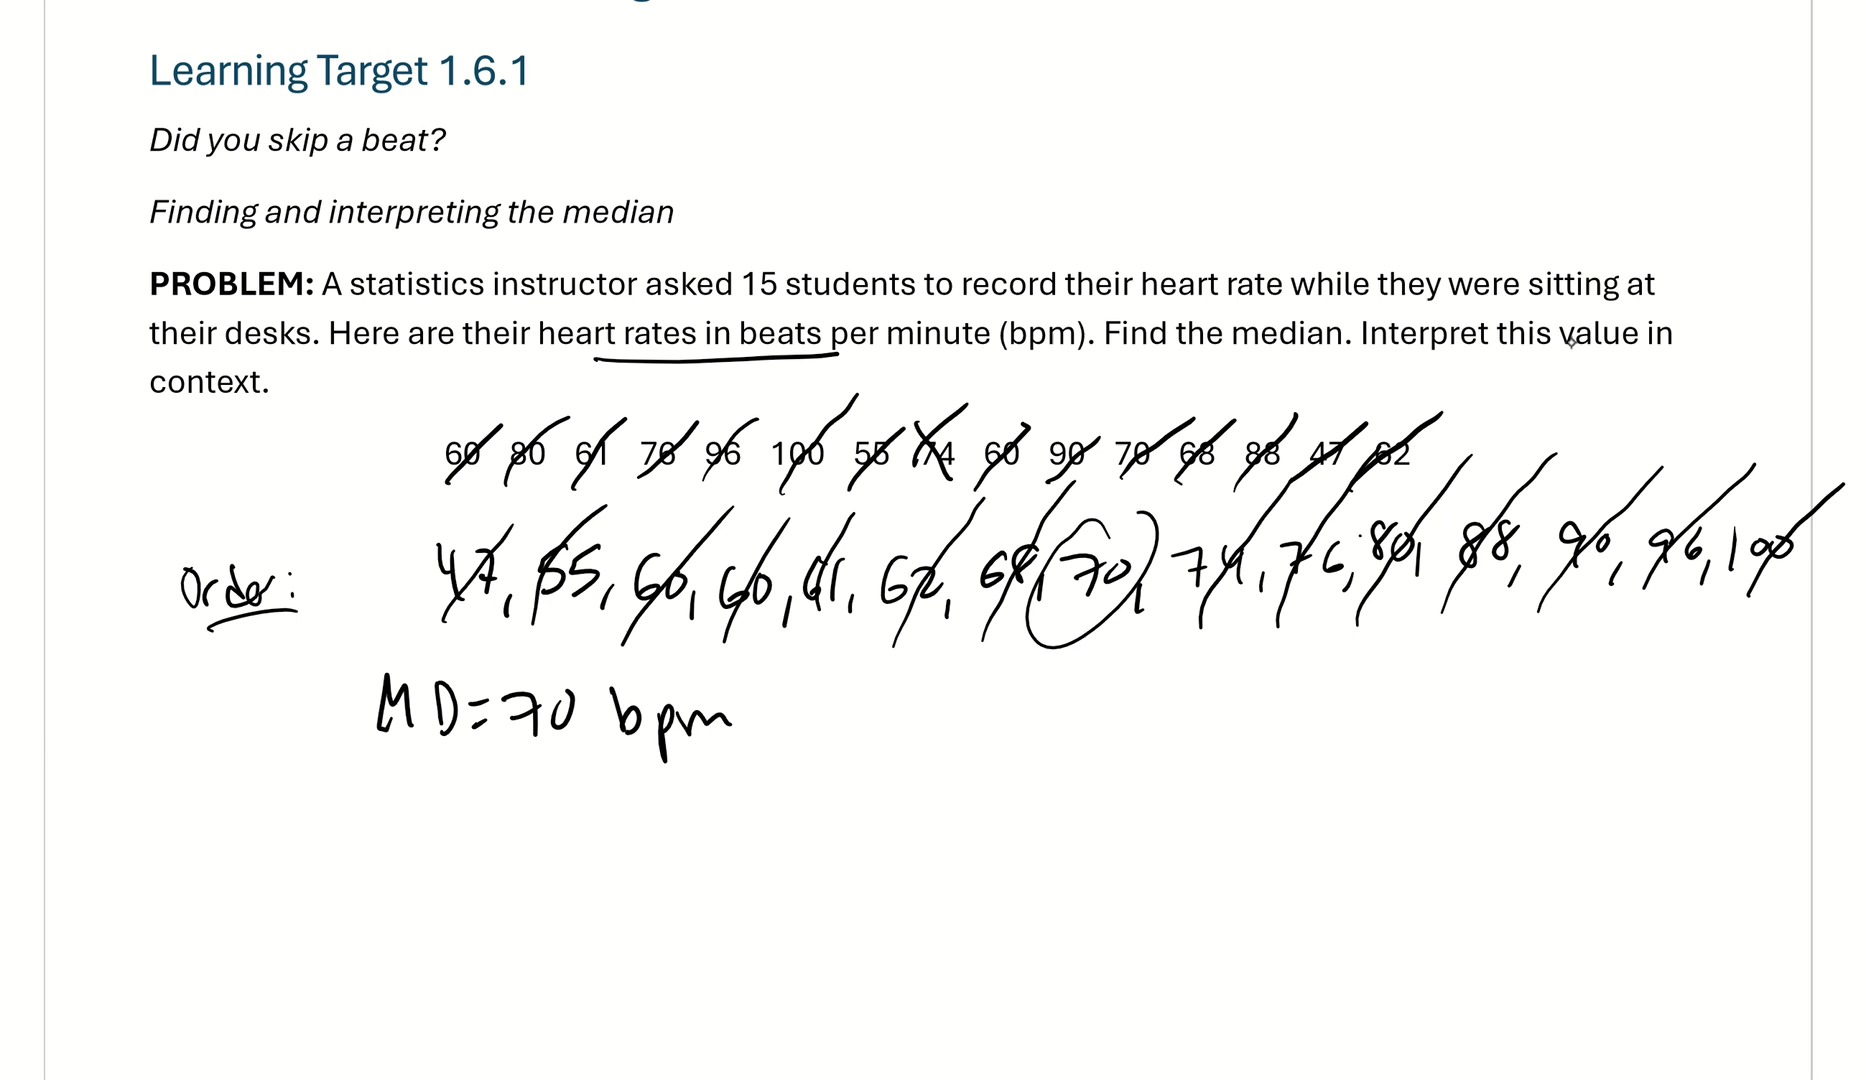 Learning Target 1.6.1
Did you skip a beat?
Finding and interpreting the median
PROBLEM: A statistics instructor asked 15 students to record their heart rate while they were sitting at
their desks. Here are their heart rates in beats per minute (bpm). Find the median. Interpret this value in
context.
60 80 61 76 96 100 55 74 60 90 70 68 88 47 62
Order: 47, 55, 60, 60, 61, 62, 68, 70, 74, 76, 80, 88, 90, 96, 100
MD=70 bpm